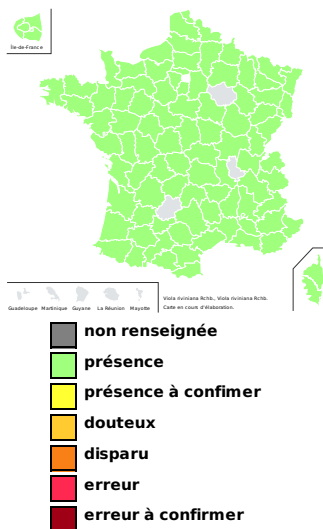 Île-de-France
Guadeloupe Martinique Guyane La Réunion Mayotte
Viola riviniana Rchb., Viola riviniana Rchb.
Carte en cours d'élaboration.
non renseignée
présence
présence à confimer
douteux
disparu
erreur
erreur à confirmer